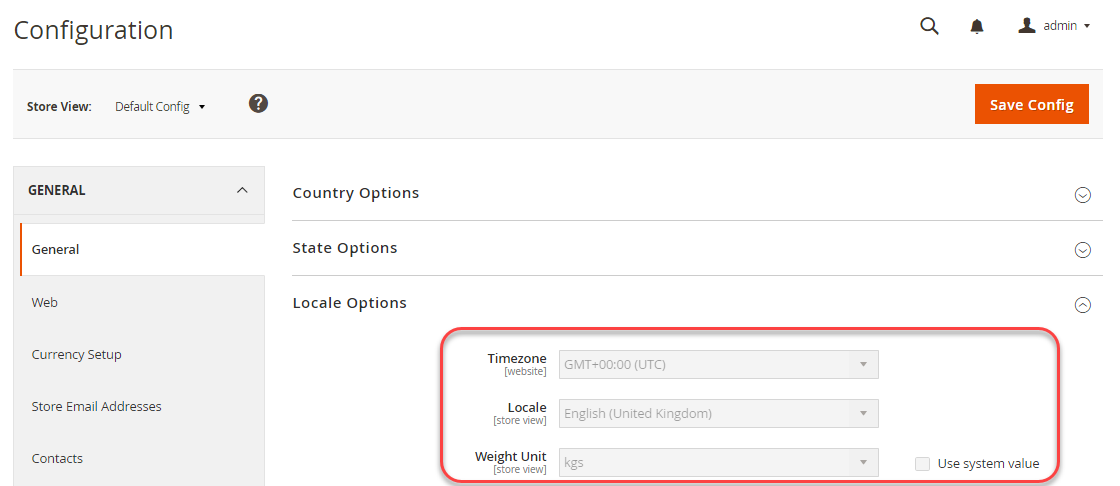 Configuration
admin
Store View: Default Config ?
Save Config
GENERAL
General
Web
Currency Setup
Store Email Addresses
Contacts
Country Options
State Options
Locale Options
Timezone
[website]
GMT+00:00 (UTC)
Locale
[store view]
English (United Kingdom)
Weight Unit
[store view]
kgs
Use system value